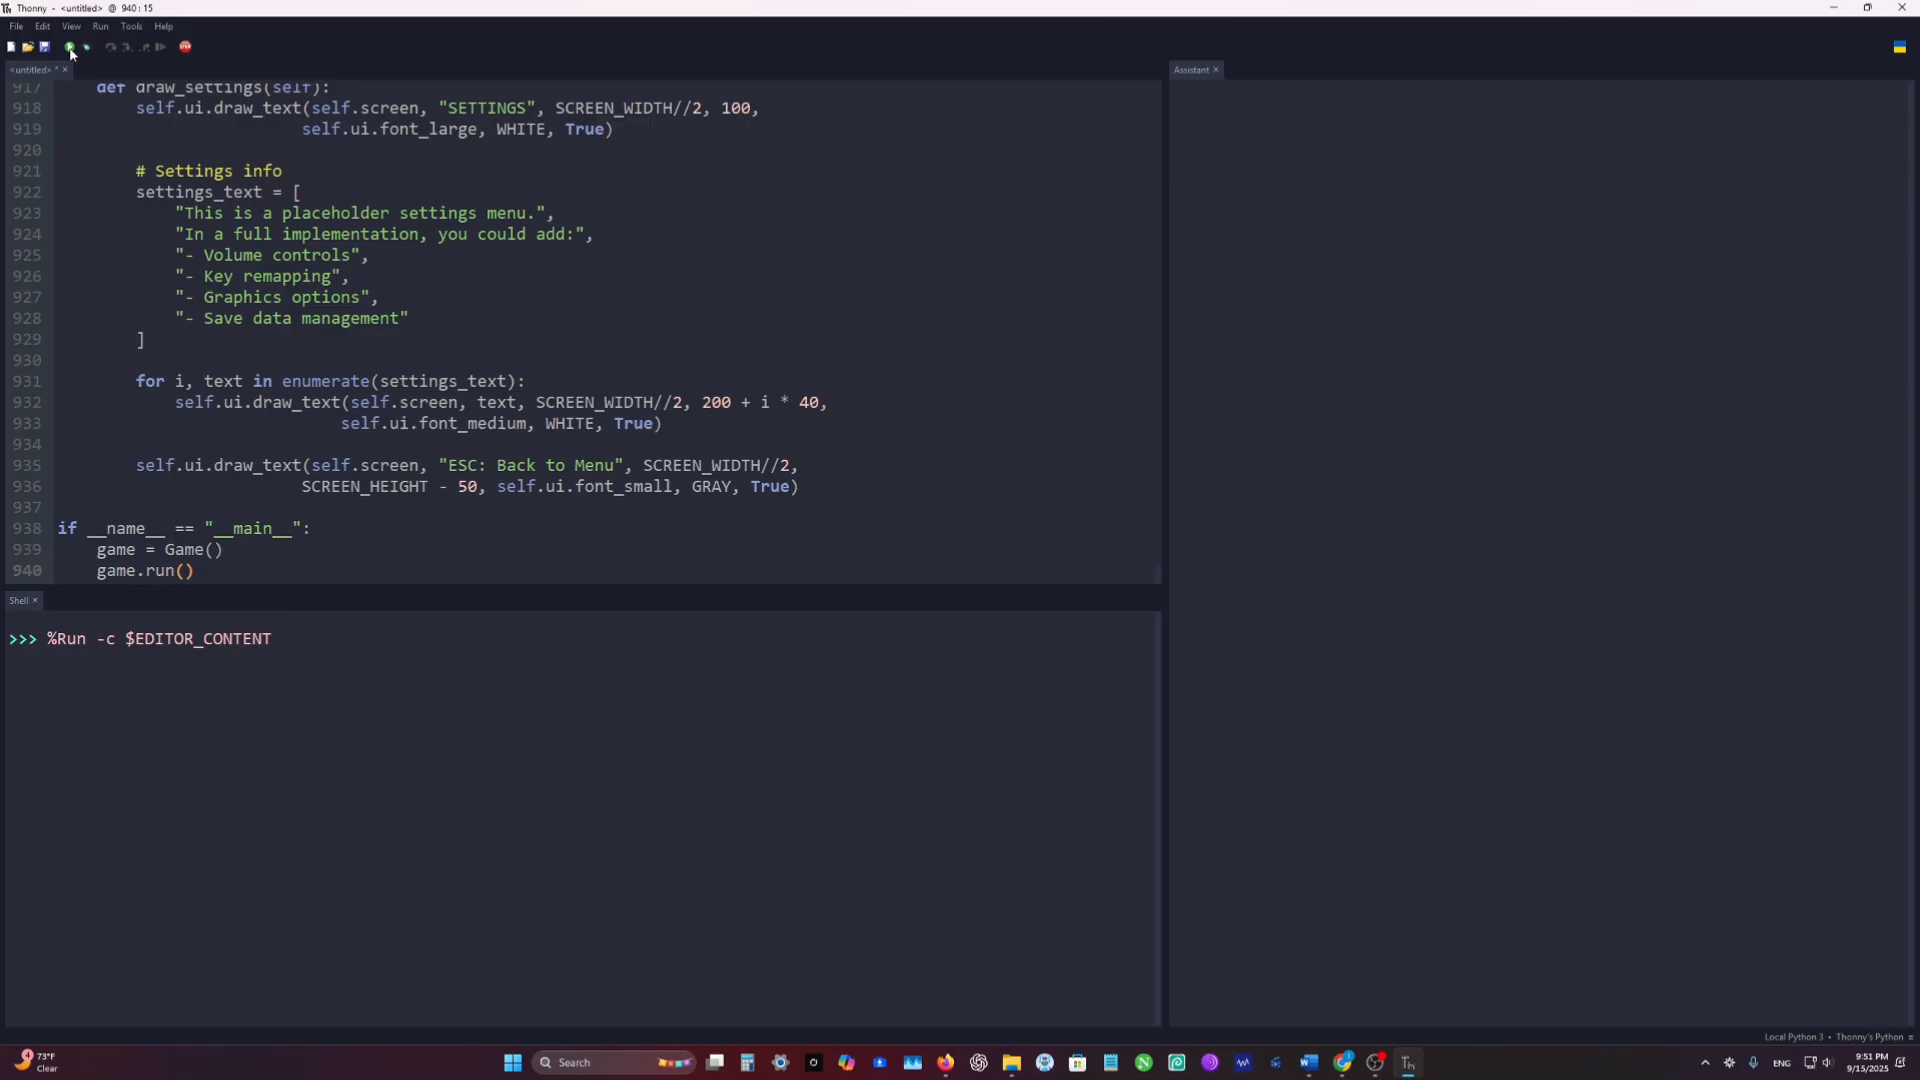 Thonny - <untitled> @ 940:15
File Edit View Run Tools Help
<untitled> * ×
Assistant ×
917 def draw_settings(self):
918 self.ui.draw_text(self.screen, "SETTINGS", SCREEN_WIDTH//2, 100,
919 self.ui.font_large, WHITE, True)
920
921 # Settings info
922 settings_text = [
923 "This is a placeholder settings menu.",
924 "In a full implementation, you could add:",
925 "- Volume controls",
926 "- Key remapping",
927 "- Graphics options",
928 "- Save data management"
929 ]
930
931 for i, text in enumerate(settings_text):
932 self.ui.draw_text(self.screen, text, SCREEN_WIDTH//2, 200 + i * 40,
933 self.ui.font_medium, WHITE, True)
934
935 self.ui.draw_text(self.screen, "ESC: Back to Menu", SCREEN_WIDTH//2,
936 SCREEN_HEIGHT - 50, self.ui.font_small, GRAY, True)
937
938 if __name__ == "__main__":
939 game = Game()
940 game.run()
Shell ×
>>> %Run -c $EDITOR_CONTENT
Local Python 3 • Thonny's Python ≡
73°F
Clear
Search
ENG
9:51 PM
9/15/2025